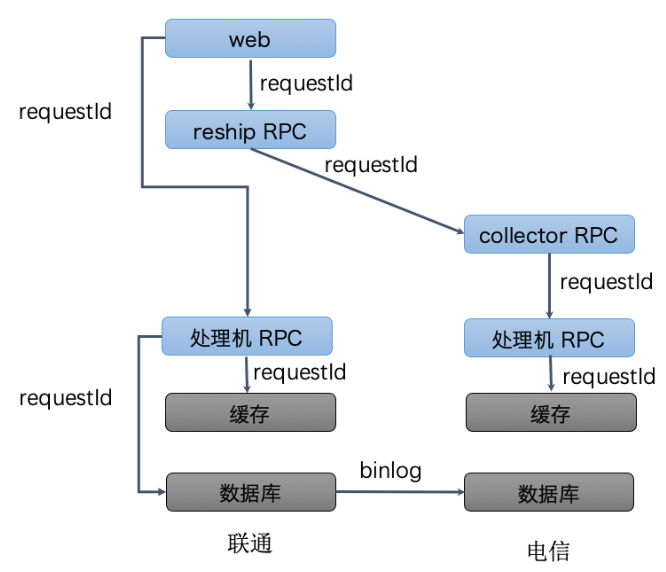 web
requestId
requestId
reship RPC
requestId
collector RPC
requestId
处理机 RPC
处理机 RPC
requestId
requestId
requestId
缓存
缓存
binlog
数据库
数据库
联通
电信